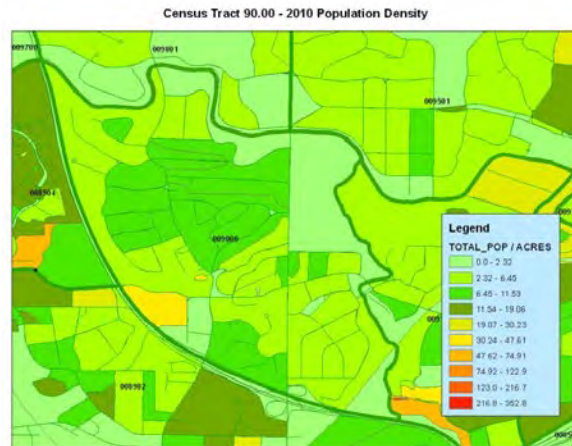 Census Tract 90.00 - 2010 Population Density
009801
009501
009000
008902
Legend
TOTAL_POP / ACRES
0.0 - 2.32
2.32 - 6.45
6.45 - 11.53
11.54 - 19.06
19.07 - 30.23
30.24 - 47.61
47.62 - 74.91
74.92 - 122.9
123.0 - 216.7
216.8 - 352.8